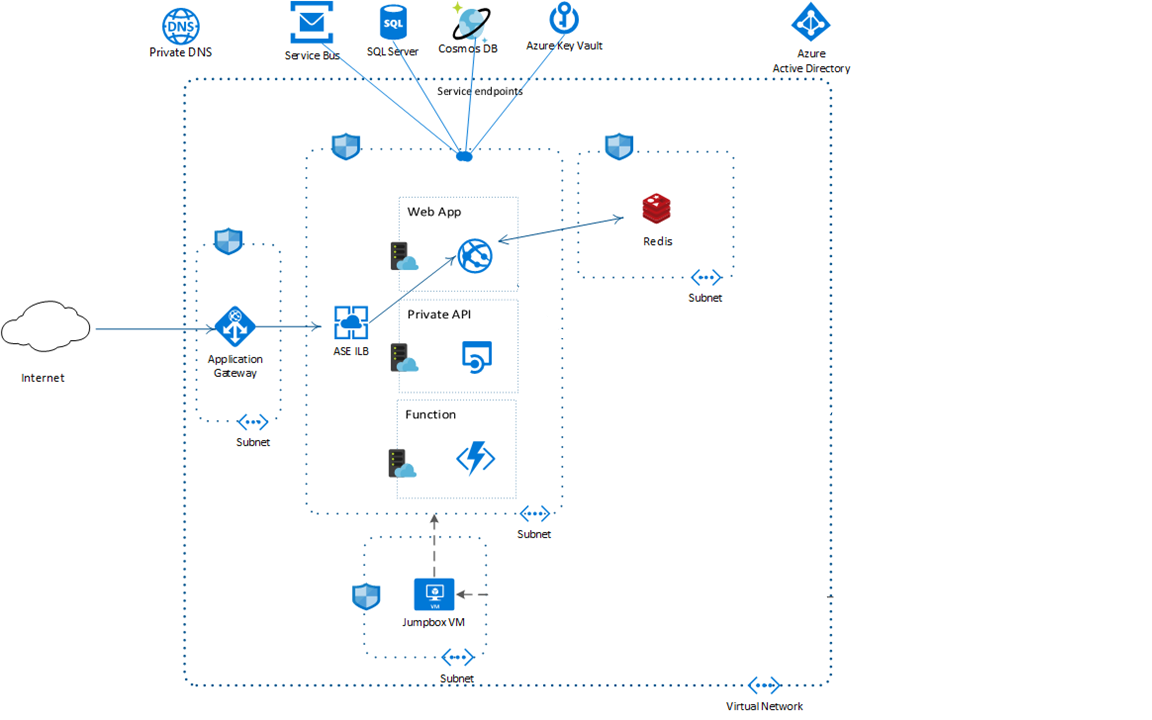 Private DNS
DNS
Service Bus
SQL
SQL Server
Cosmos DB
Azure Key Vault
Azure
Active Directory
Service endpoints
Web App
Redis
Subnet
Private API
ASE ILB
Application
Gateway
Internet
Function
Subnet
Subnet
VM
Jumpbox VM
Subnet
Virtual Network